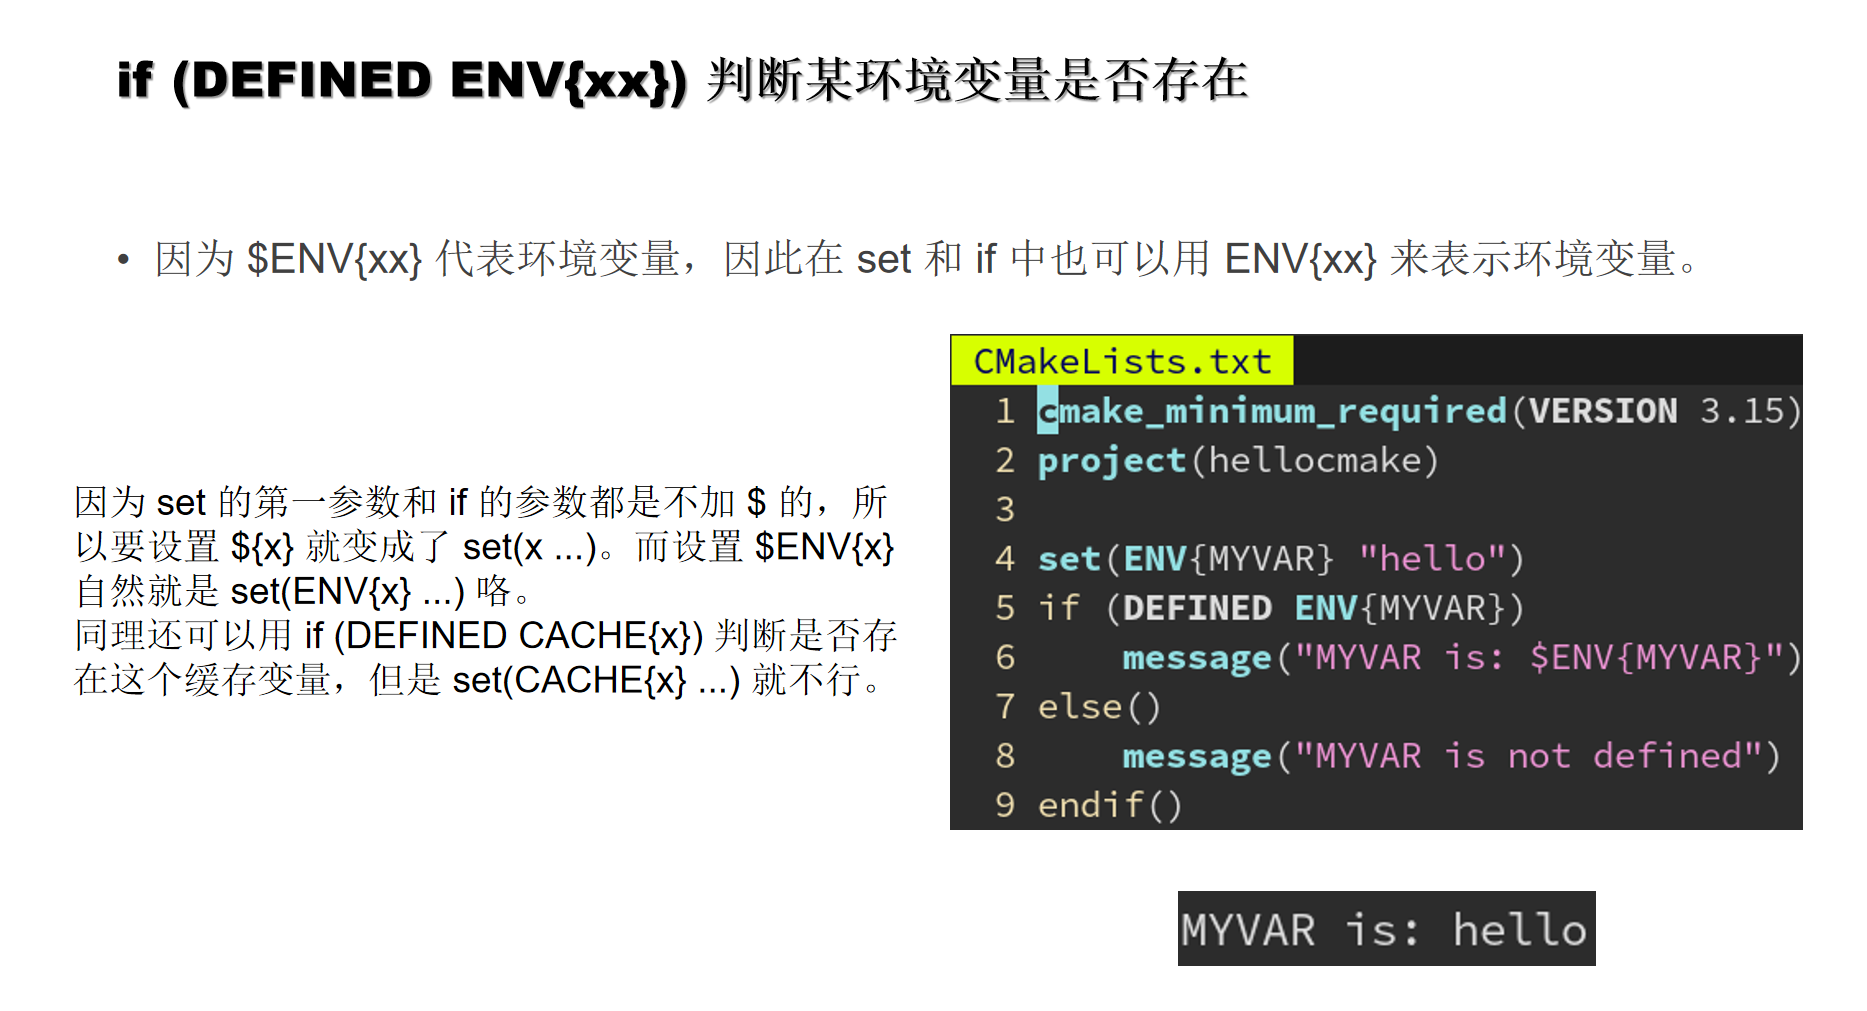 if (DEFINED ENV{xx}) 判断某环境变量是否存在
• 因为 $ENV{xx} 代表环境变量，因此在 set 和 if 中也可以用 ENV{xx} 来表示环境变量。
因为 set 的第一参数和 if 的参数都是不加 $ 的，所
以要设置 ${x} 就变成了 set(x ...)。而设置 $ENV{x}
自然就是 set(ENV{x} ...) 咯。
同理还可以用 if (DEFINED CACHE{x}) 判断是否存
在这个缓存变量，但是 set(CACHE{x} ...) 就不行。
CMakeLists.txt
1 cmake_minimum_required(VERSION 3.15)
2 project(hellocmake)
3
4 set(ENV{MYVAR} "hello")
5 if (DEFINED ENV{MYVAR})
6     message("MYVAR is: $ENV{MYVAR}")
7 else()
8     message("MYVAR is not defined")
9 endif()
MYVAR is: hello